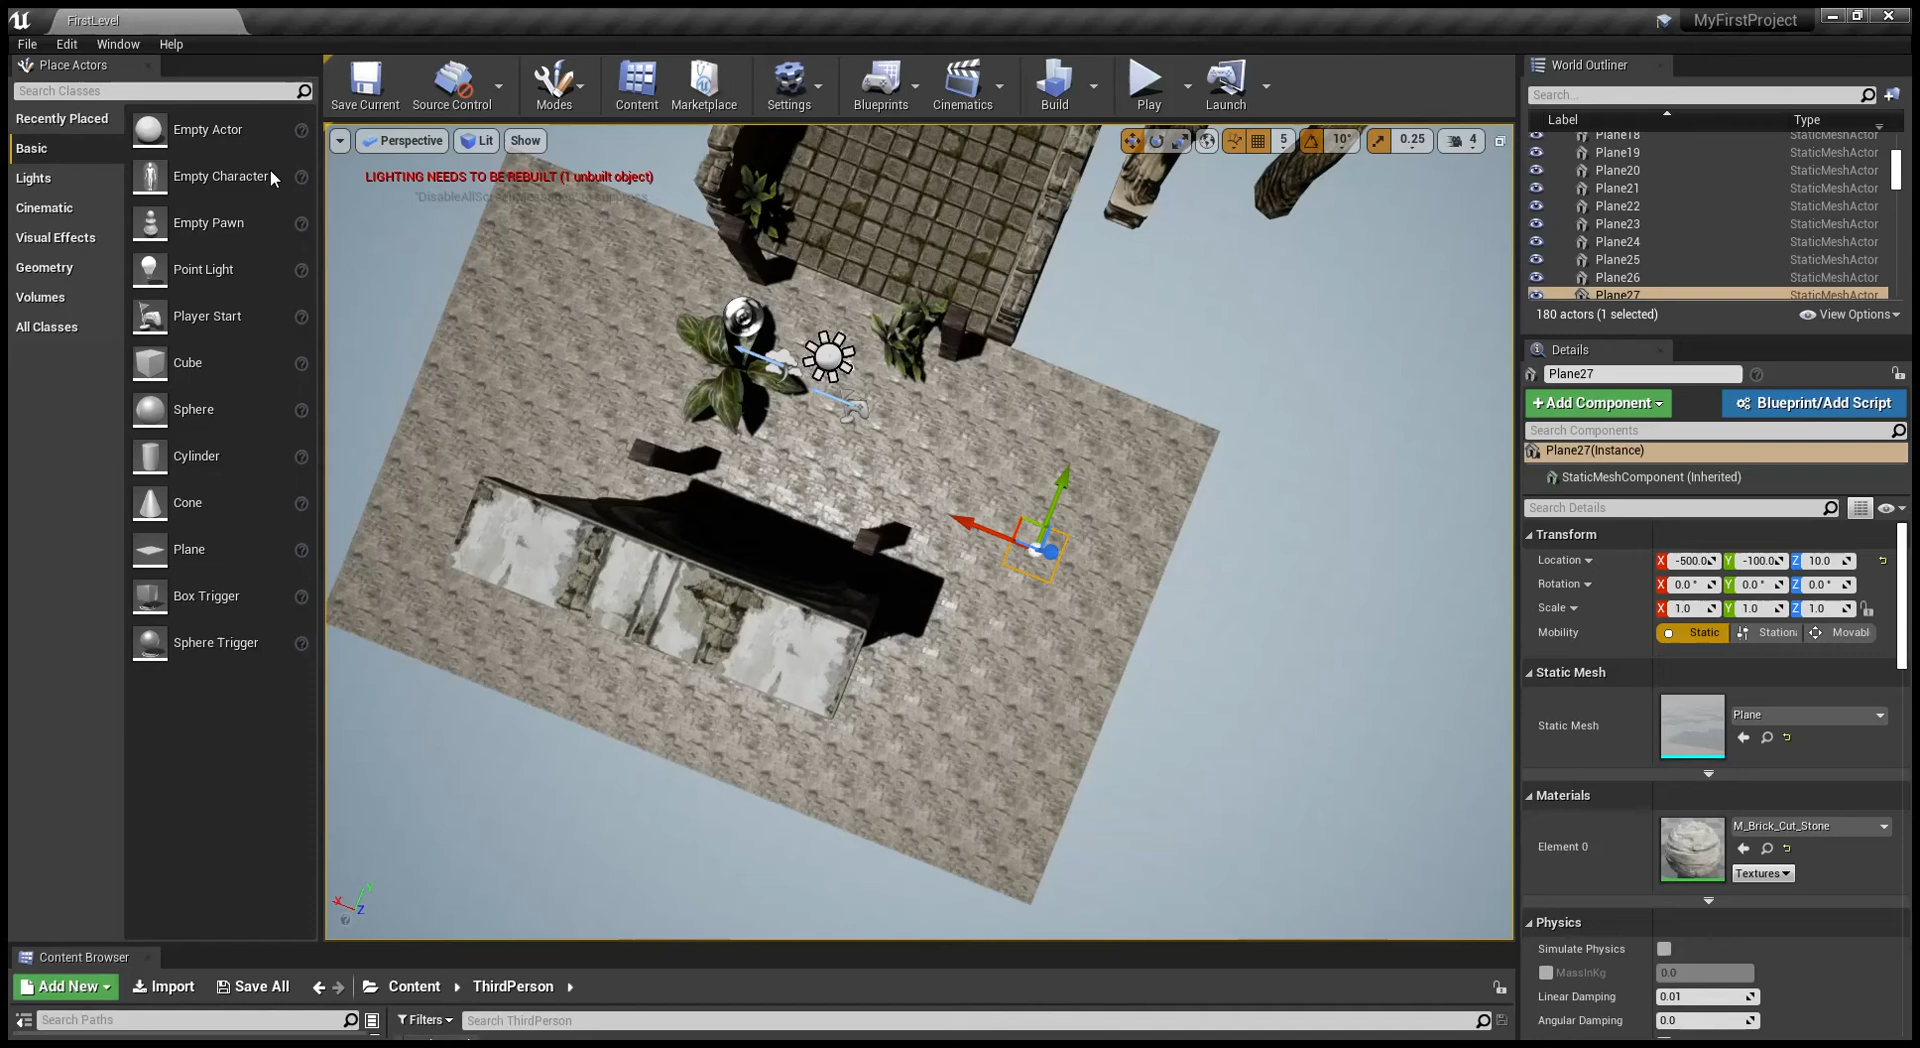 FirstLevel
MyFirstProject
File Edit Window Help
Place Actors
Search Classes
Recently Placed
Basic
Lights
Cinematic
Visual Effects
Geometry
Volumes
All Classes
Empty Actor
Empty Character
Empty Pawn
Point Light
Player Start
Cube
Sphere
Cylinder
Cone
Plane
Box Trigger
Sphere Trigger
Save Current Source Control Modes Content Marketplace Settings Blueprints Cinematics Build Play Launch
Perspective Lit Show
5 10° 0.25 4
LIGHTING NEEDS TO BE REBUILT (1 unbuilt object)
X Y Z
World Outliner
Search...
Label Type
Plane18 StaticMeshActor
Plane19 StaticMeshActor
Plane20 StaticMeshActor
Plane21 StaticMeshActor
Plane22 StaticMeshActor
Plane23 StaticMeshActor
Plane24 StaticMeshActor
Plane25 StaticMeshActor
Plane26 StaticMeshActor
Plane27 StaticMeshActor
180 actors (1 selected) View Options
Details
Plane27
+Add Component Blueprint/Add Script
Search Components
Plane27(Instance)
StaticMeshComponent (Inherited)
Search Details
Transform
Location X -500.0 Y -100.0 Z 10.0
Rotation X 0.0 ° Y 0.0 ° Z 0.0 °
Scale X 1.0 Y 1.0 Z 1.0
Mobility Static Station Movabl
Static Mesh
Static Mesh Plane
Materials
Element 0 M_Brick_Cut_Stone
Textures
Physics
Simulate Physics
MassInKg 0.0
Linear Damping 0.01
Angular Damping 0.0
Content Browser
Add New Import Save All Content ThirdPerson
Search Paths Filters Search ThirdPerson